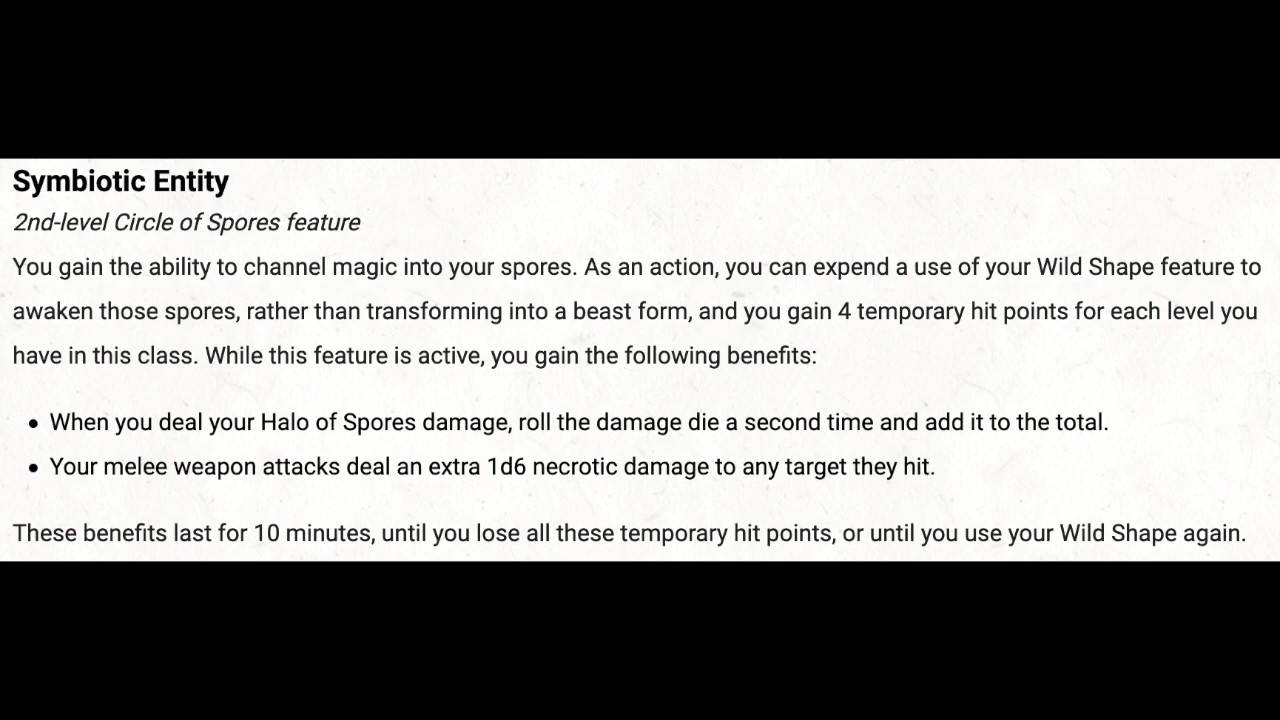 Symbiotic Entity
2nd-level Circle of Spores feature
You gain the ability to channel magic into your spores. As an action, you can expend a use of your Wild Shape feature to
awaken those spores, rather than transforming into a beast form, and you gain 4 temporary hit points for each level you
have in this class. While this feature is active, you gain the following benefits:
• When you deal your Halo of Spores damage, roll the damage die a second time and add it to the total.
• Your melee weapon attacks deal an extra 1d6 necrotic damage to any target they hit.
These benefits last for 10 minutes, until you lose all these temporary hit points, or until you use your Wild Shape again.